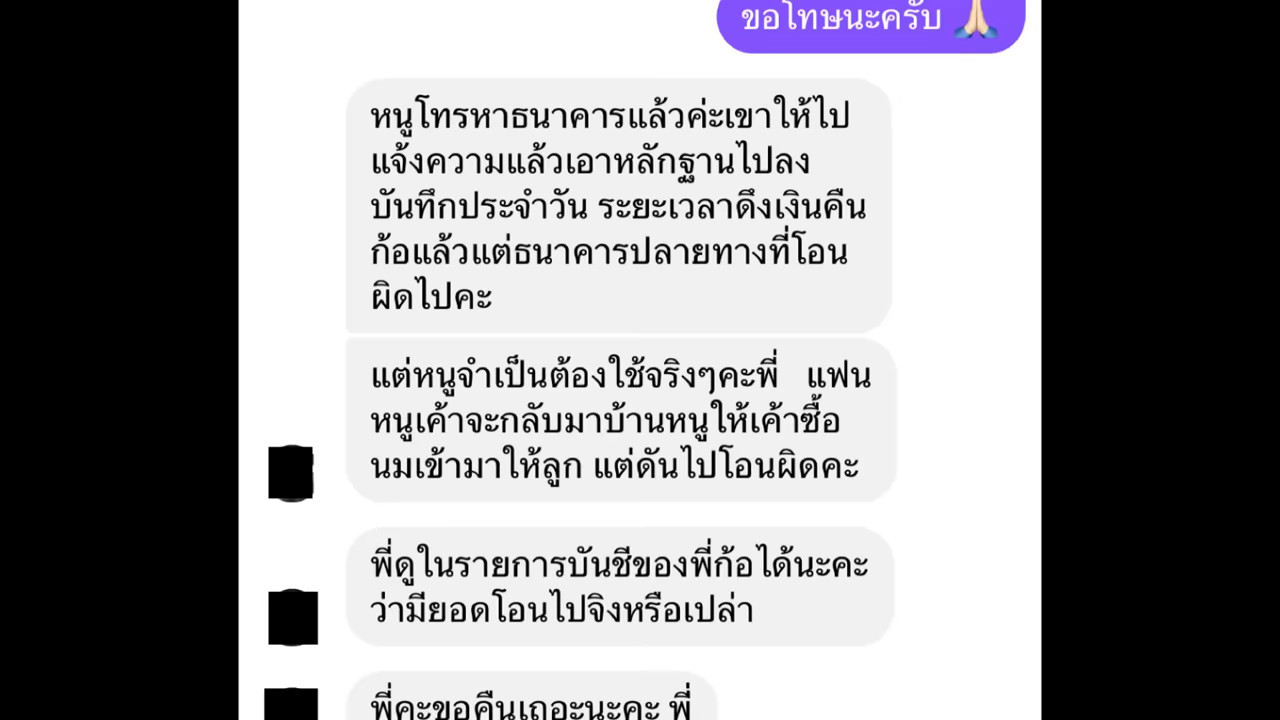 ขอโทษนะครับ 🙏🏻
หนูโทรหาธนาคารแล้วค่ะเขาให้ไป
แจ้งความแล้วเอาหลักฐานไปลง
บันทึกประจำวัน ระยะเวลาดึงเงินคืน
ก้อแล้วแต่ธนาคารปลายทางที่โอน
ผิดไปคะ
แต่หนูจำเป็นต้องใช้จริงๆคะพี่ แฟน
หนูเค้าจะกลับมาบ้านหนูให้เค้าซื้อ
นมเข้ามาให้ลูก แต่ดันไปโอนผิดคะ
พี่ดูในรายการบันชีของพี่ก้อได้นะคะ
ว่ามียอดโอนไปจิงหรือเปล่า
พี่คะขอคืนเถอะนะคะ พี่